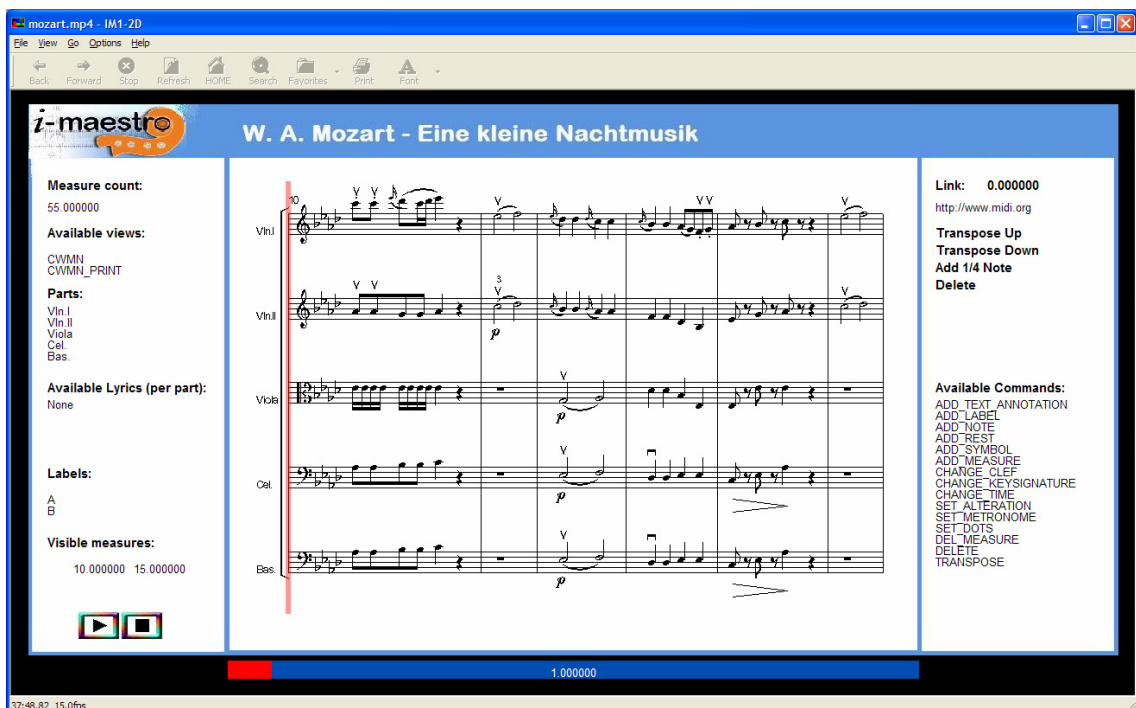 mozart.mp4 - IM1-2D
File View Go Options Help
Back Forward Stop Refresh HOME Search Favorites Print Font
i-maestro
W. A. Mozart - Eine kleine Nachtmusik
Measure count:
55.000000
Available views:
CWMN
CWMN_PRINT
Parts:
Vln.I
Vln.II
Viola
Cel.
Bas.
Available Lyrics (per part):
None
Labels:
A
B
Visible measures:
10.000000 15.000000
10
Vln.I
3
Vln.II
p
Viola
p
Cel.
p
Bas.
p
Link: 0.000000
http://www.midi.org
Transpose Up
Transpose Down
Add 1/4 Note
Delete
Available Commands:
ADD_TEXT_ANNOTATION
ADD_LABEL
ADD_NOTE
ADD_REST
ADD_SYMBOL
ADD_MEASURE
CHANGE_CLEF
CHANGE_KEYSIGNATURE
CHANGE_TIME
SET_ALTERATION
SET_METRONOME
SET_DOTS
DEL_MEASURE
DELETE
TRANSPOSE
1.000000
37:48.82 15.0fps